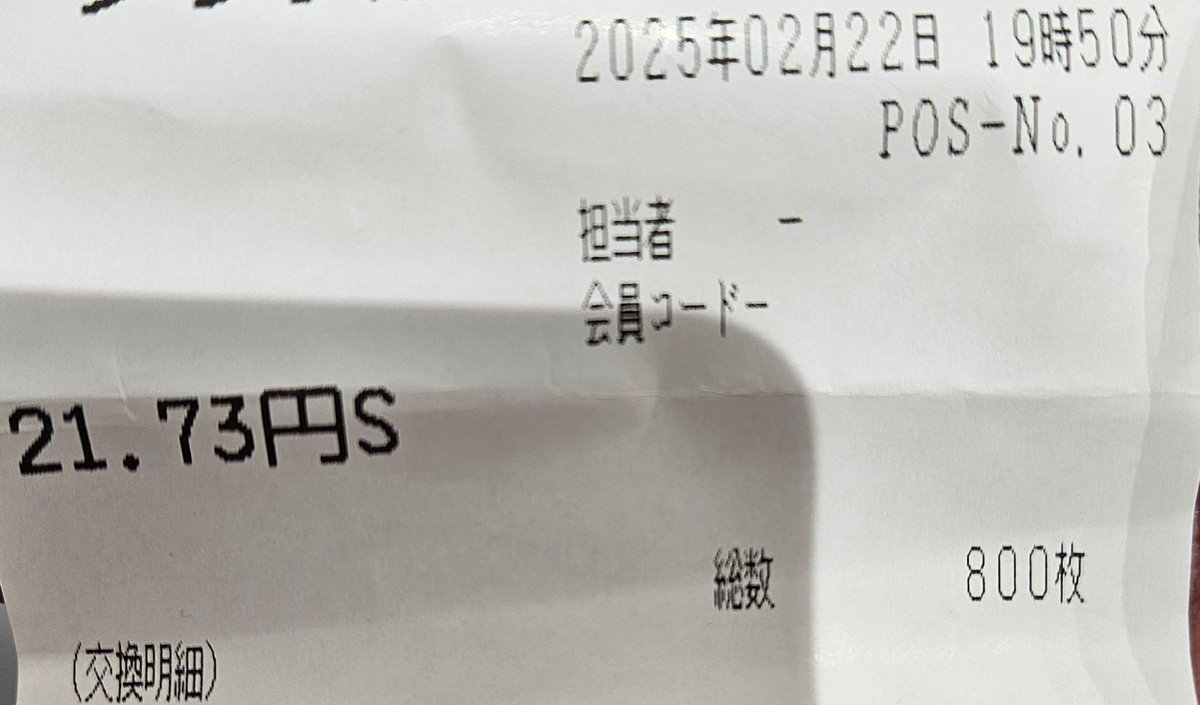 2025年02月22日 19時50分
POS-No. 03
担当者 -
会員コード-
21.73円S
総数 800枚
(交換明細)